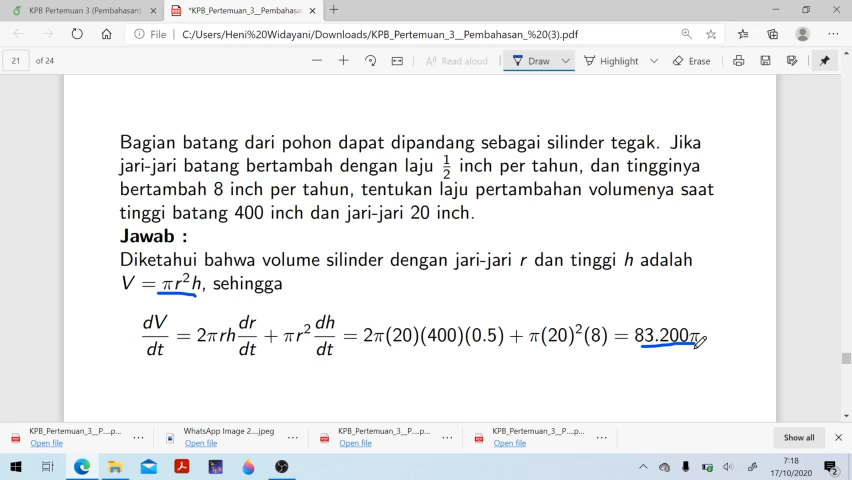 KPB Pertemuan 3 (Pembahasan)
*KPB_Pertemuan_3__Pembahasan
File | C:/Users/Heni%20Widayani/Downloads/KPB_Pertemuan_3__Pembahasan_%20(3).pdf
21 of 24 Read aloud Draw Highlight Erase
Bagian batang dari pohon dapat dipandang sebagai silinder tegak. Jika
jari-jari batang bertambah dengan laju 1/2 inch per tahun, dan tingginya
bertambah 8 inch per tahun, tentukan laju pertambahan volumenya saat
tinggi batang 400 inch dan jari-jari 20 inch.
Jawab :
Diketahui bahwa volume silinder dengan jari-jari r dan tinggi h adalah
V = πr²h, sehingga
dV/dt = 2πrh dr/dt + πr² dh/dt = 2π(20)(400)(0.5) + π(20)²(8) = 83.200π
KPB_Pertemuan_3__P....p... WhatsApp Image 2....jpeg KPB_Pertemuan_3__P....p... KPB_Pertemuan_3__P....p... Show all
Open file Open file Open file Open file
7:18
17/10/2020
2